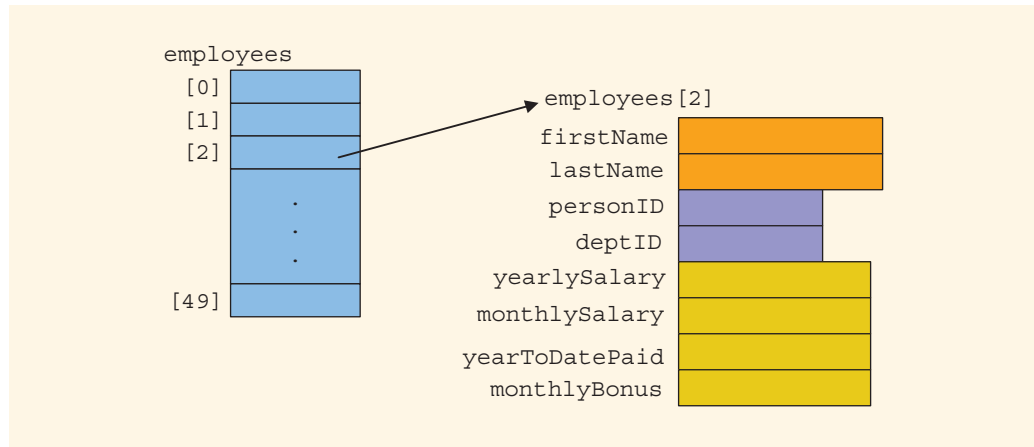 employees
[0]
[1]
[2]
.
.
.
[49]
employees[2]
firstName
lastName
personID
deptID
yearlySalary
monthlySalary
yearToDatePaid
monthlyBonus